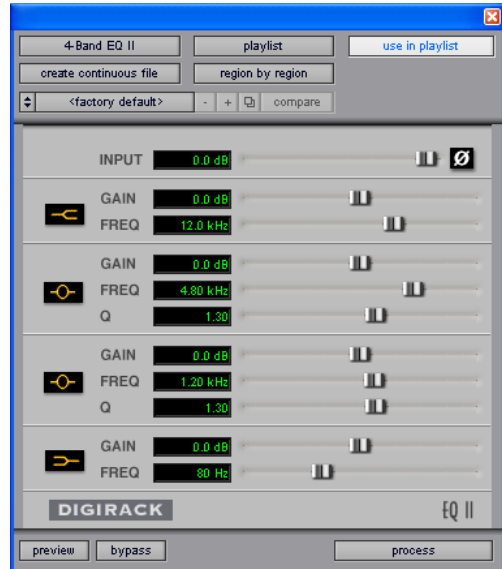 4-Band EQ II playlist use in playlist
create continuous file region by region
<factory default> - + compare
INPUT 0.0 dB Ø
GAIN 0.0 dB
FREQ 12.0 kHz
GAIN 0.0 dB
FREQ 4.80 kHz
Q 1.30
GAIN 0.0 dB
FREQ 1.20 kHz
Q 1.30
GAIN 0.0 dB
FREQ 80 Hz
DIGIRACK EQ II
preview bypass process